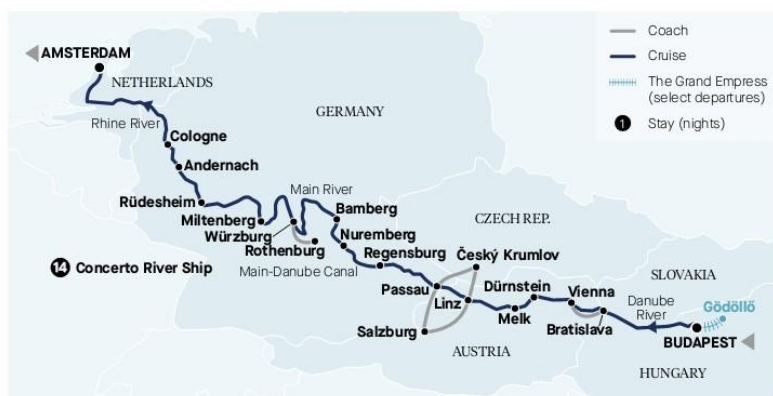 AMSTERDAM
NETHERLANDS
Rhine River
Cologne
Andernach
Rüdesheim
GERMANY
Main River
Miltenberg
Würzburg
Rothenburg
Main-Danube Canal
Bamberg
Nuremberg
Regensburg
CZECH REP.
Český Krumlov
Passau
Linz
Salzburg
Dürnstein
Melk
AUSTRIA
Vienna
Bratislava
SLOVAKIA
Danube
River
Gödöllő
BUDAPEST
HUNGARY
14 Concerto River Ship
Coach
Cruise
The Grand Empress
(select departures)
1 Stay (nights)